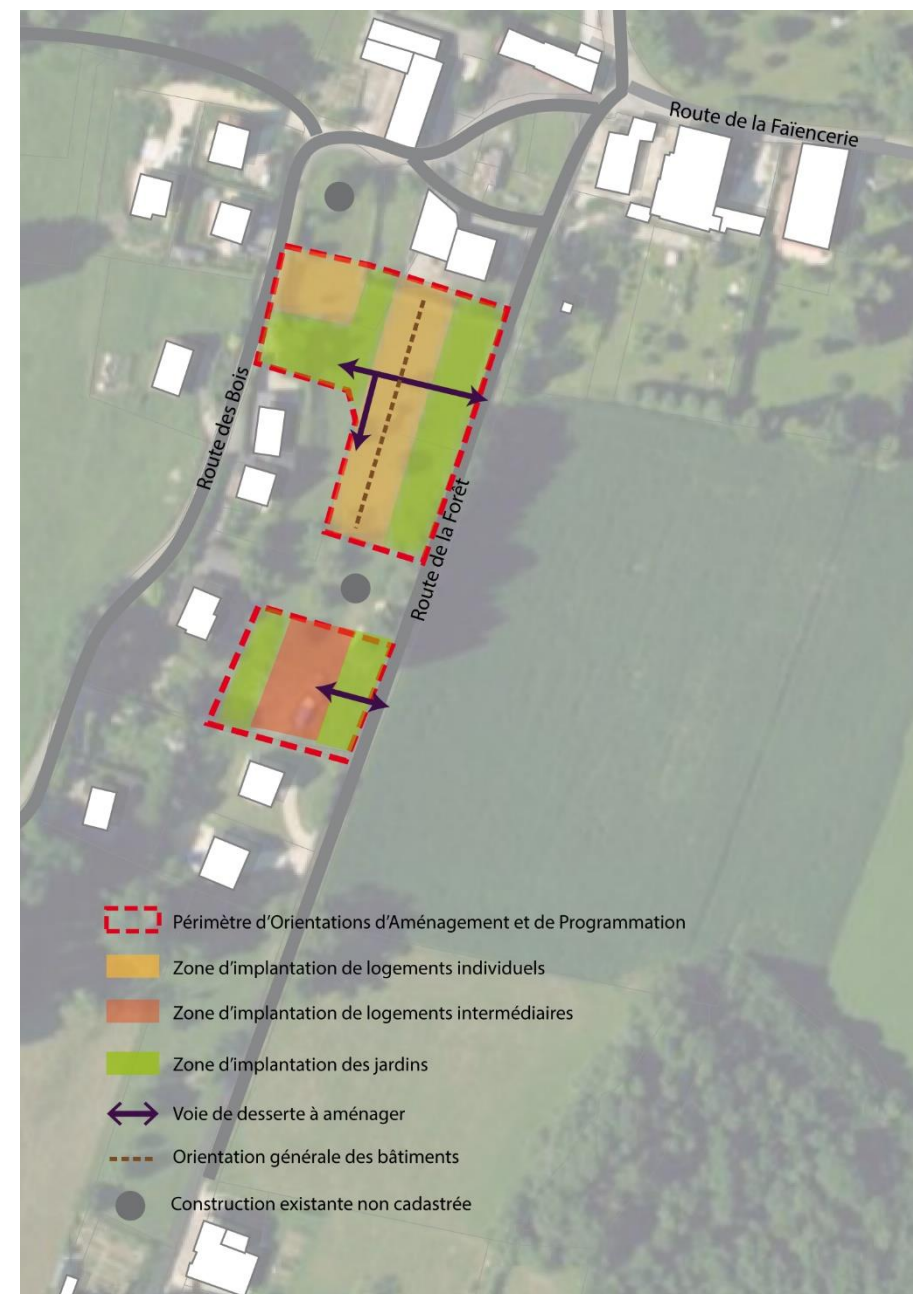 Route de la Faïencerie
Route des Bois
Route de la Forêt
Périmètre d'Orientations d'Aménagement et de Programmation
Zone d'implantation de logements individuels
Zone d'implantation de logements intermédiaires
Zone d'implantation des jardins
Voie de desserte à aménager
Orientation générale des bâtiments
Construction existante non cadastrée